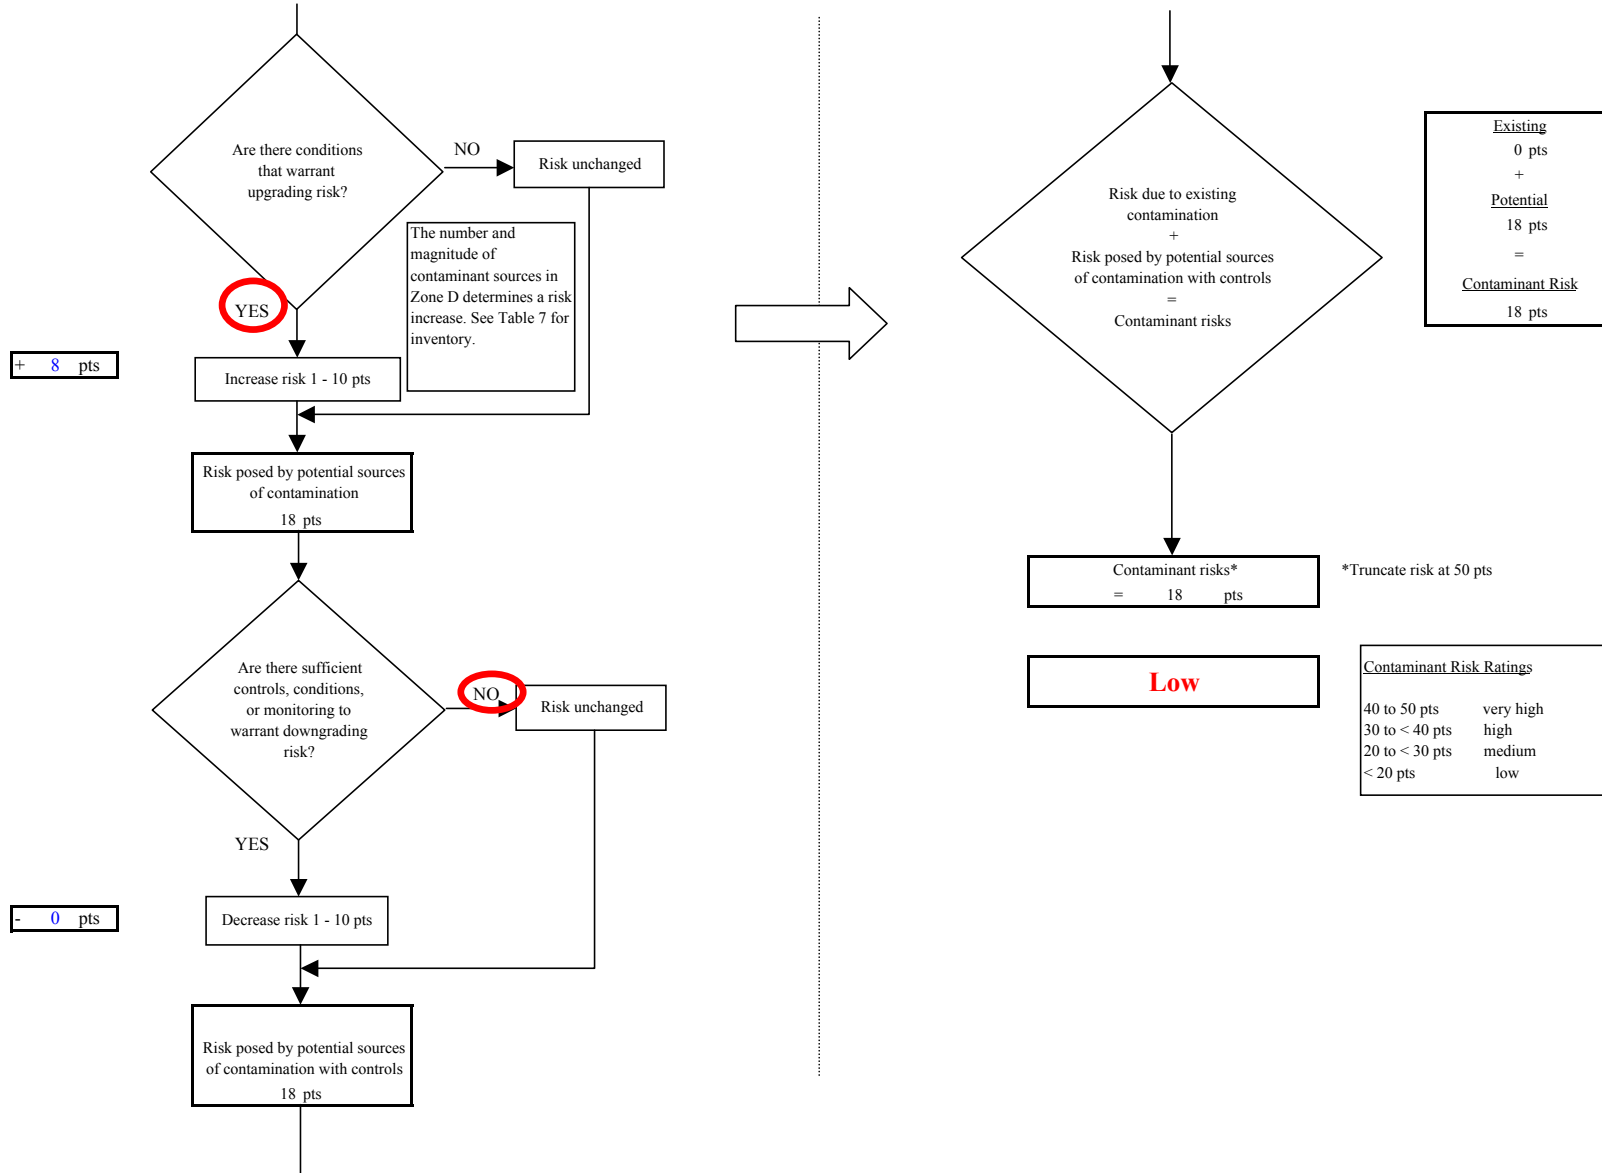 Are there conditions
that warrant
upgrading risk?
NO
Risk unchanged
The number and
magnitude of
contaminant sources in
Zone D determines a risk
increase. See Table 7 for
inventory.
YES
+ 8 pts
Increase risk 1 - 10 pts
Risk posed by potential sources
of contamination
18 pts
Are there sufficient
controls, conditions,
or monitoring to
warrant downgrading
risk?
NO
Risk unchanged
YES
- 0 pts
Decrease risk 1 - 10 pts
Risk posed by potential sources
of contamination with controls
18 pts
Risk due to existing
contamination
+
Risk posed by potential sources
of contamination with controls
=
Contaminant risks
Existing
0 pts
+
Potential
18 pts
=
Contaminant Risk
18 pts
Contaminant risks*
= 18 pts
*Truncate risk at 50 pts
Low
Contaminant Risk Ratings
40 to 50 pts very high
30 to < 40 pts high
20 to < 30 pts medium
< 20 pts low